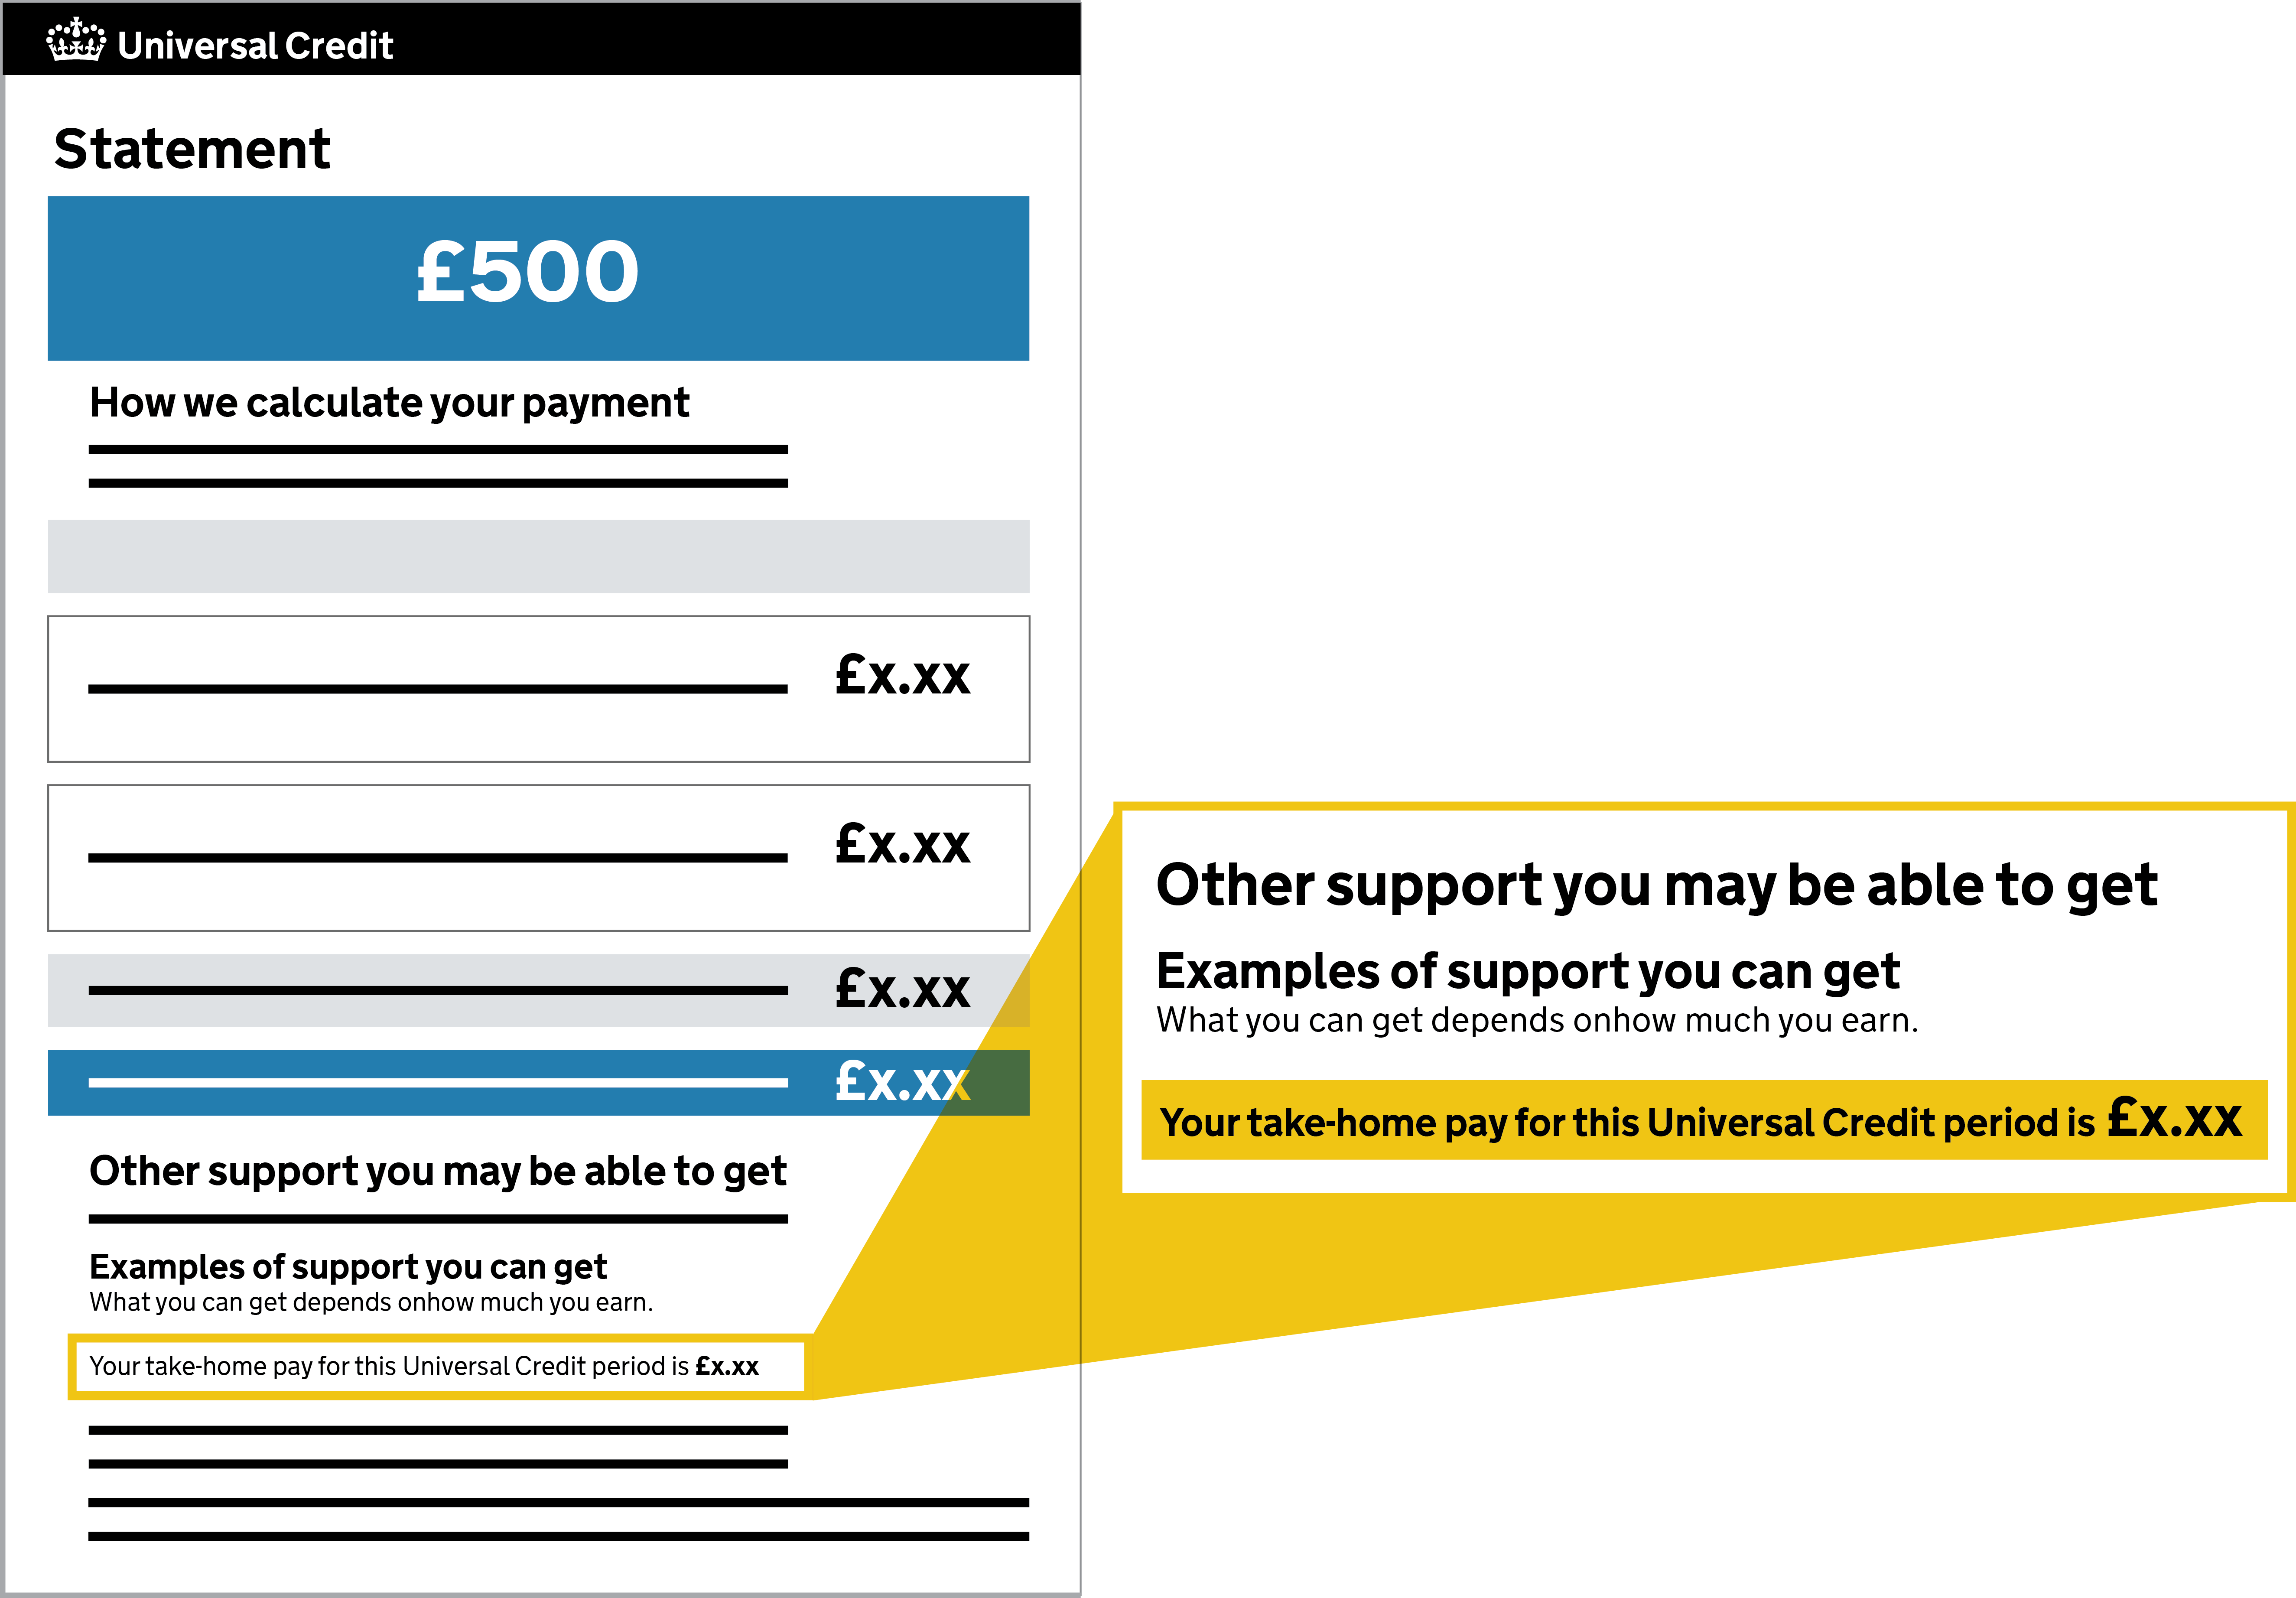 Universal Credit
Statement
£500
How we calculate your payment
£x.xx
£x.xx
£x.xx
£x.xx
Other support you may be able to get
Examples of support you can get
What you can get depends onhow much you earn.
Your take-home pay for this Universal Credit period is £x.xx
Other support you may be able to get
Examples of support you can get
What you can get depends onhow much you earn.
Your take-home pay for this Universal Credit period is £x.xx